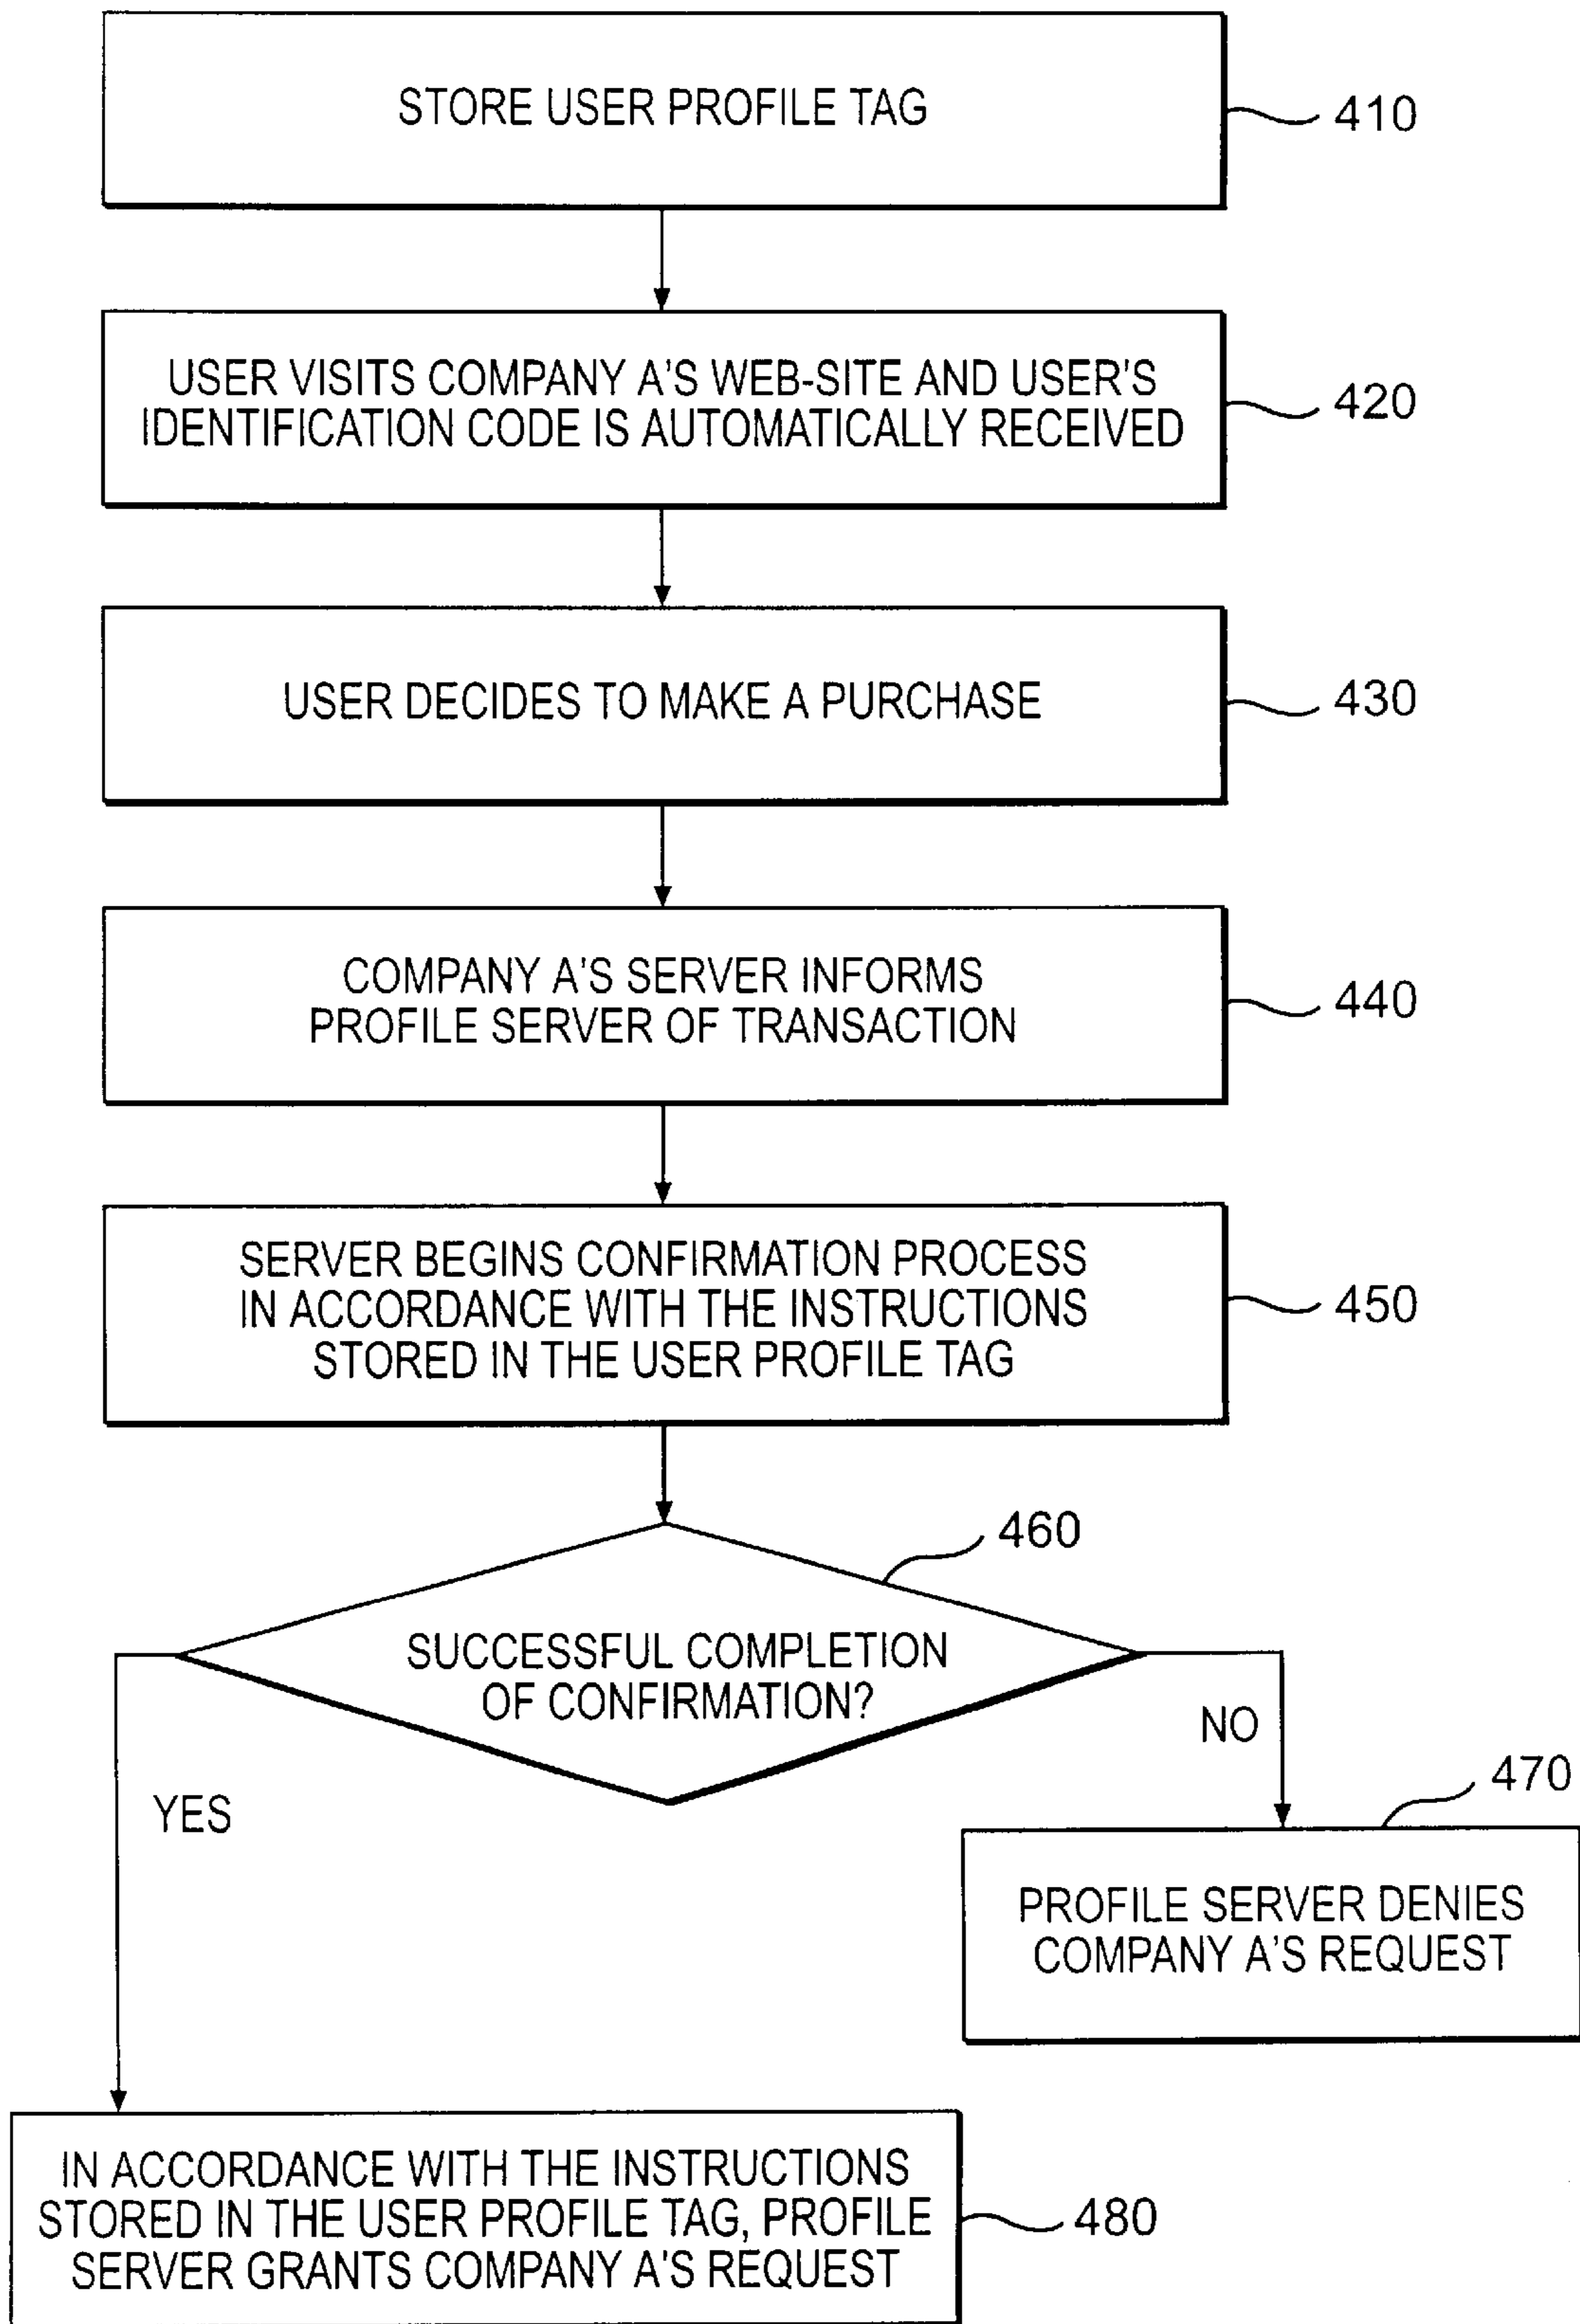 STORE USER PROFILE TAG
410
USER VISITS COMPANY A'S WEB-SITE AND USER'S
IDENTIFICATION CODE IS AUTOMATICALLY RECEIVED
420
USER DECIDES TO MAKE A PURCHASE
430
COMPANY A'S SERVER INFORMS
PROFILE SERVER OF TRANSACTION
440
SERVER BEGINS CONFIRMATION PROCESS
IN ACCORDANCE WITH THE INSTRUCTIONS
STORED IN THE USER PROFILE TAG
450
460
SUCCESSFUL COMPLETION
OF CONFIRMATION?
NO
YES
470
PROFILE SERVER DENIES
COMPANY A'S REQUEST
IN ACCORDANCE WITH THE INSTRUCTIONS
STORED IN THE USER PROFILE TAG, PROFILE
SERVER GRANTS COMPANY A'S REQUEST
480